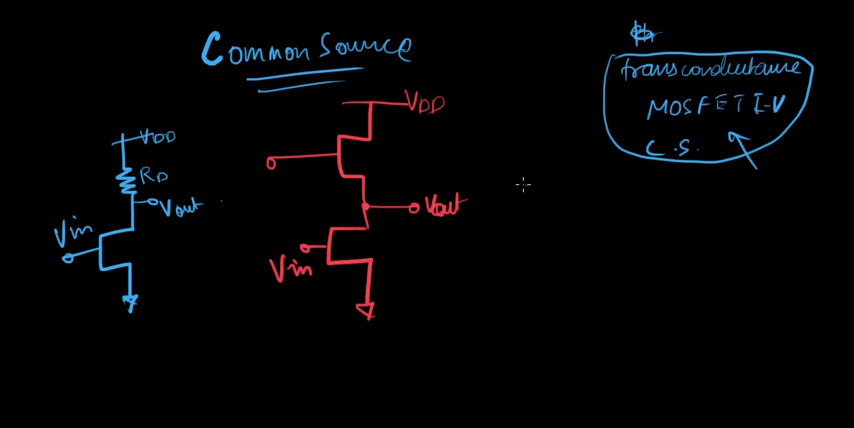 Common Source
transconductance
MOSFET I-V
C.S.
VDD
RD
Vout
Vin
VDD
Vout
Vin